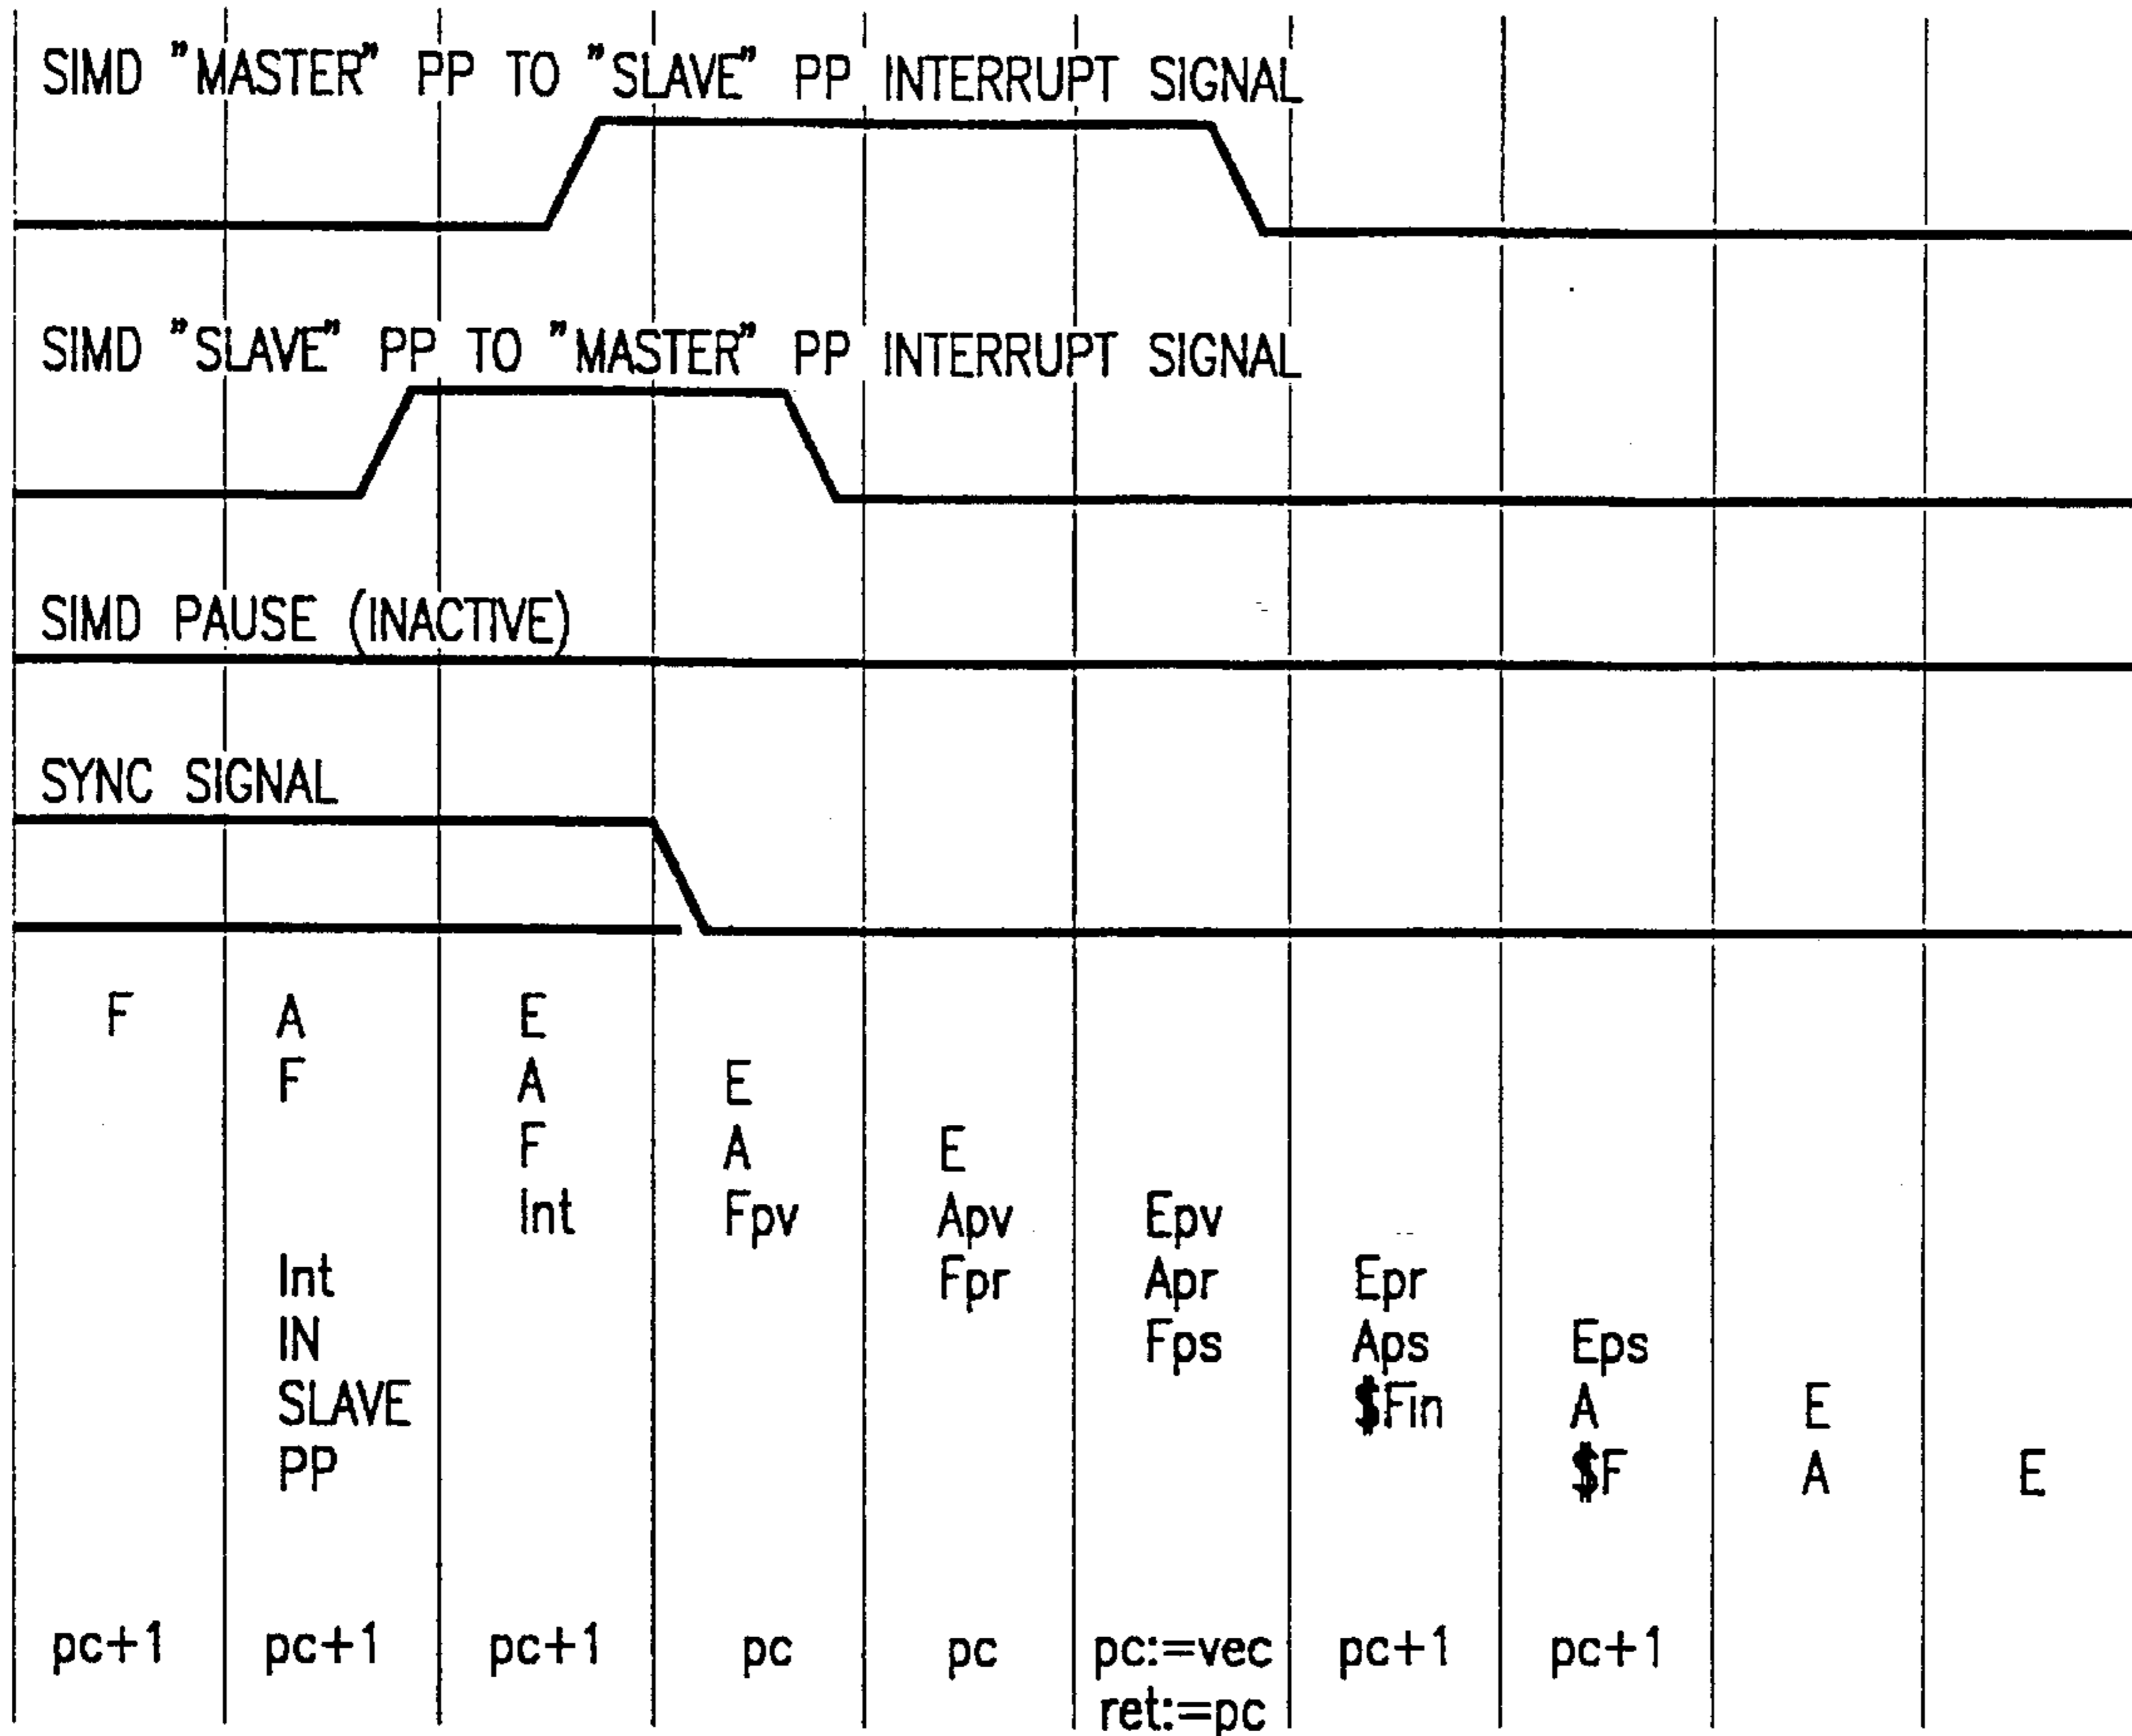 SIMD "MASTER" PP TO "SLAVE" PP INTERRUPT SIGNAL
SIMD "SLAVE" PP TO "MASTER" PP INTERRUPT SIGNAL
SIMD PAUSE (INACTIVE)
SYNC SIGNAL
F A E
F A E
F A E
Int Fpv Apv Epv
Int Fpr Apr Epr
IN Fps Aps Eps
SLAVE $Fin A E
PP $F A E
pc+1 pc+1 pc+1 pc pc pc:=vec pc+1 pc+1
ret:=pc